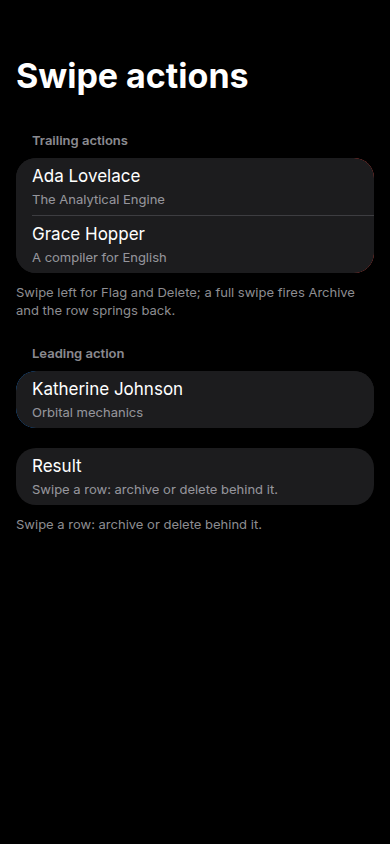 Swipe actions
Trailing actions
Ada Lovelace
The Analytical Engine
Grace Hopper
A compiler for English
Swipe left for Flag and Delete; a full swipe fires Archive
and the row springs back.
Leading action
Katherine Johnson
Orbital mechanics
Result
Swipe a row: archive or delete behind it.
Swipe a row: archive or delete behind it.